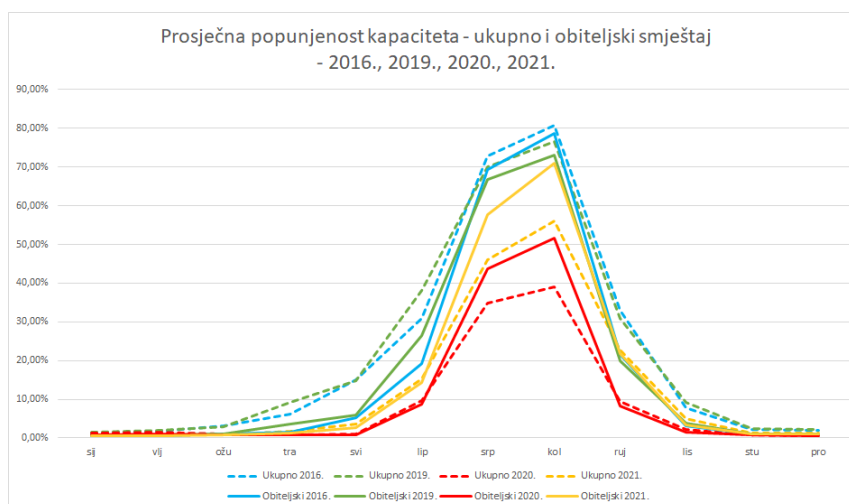 Prosječna popunjenost kapaciteta - ukupno i obiteljski smještaj
- 2016., 2019., 2020., 2021.
90,00%
80,00%
70,00%
60,00%
50,00%
40,00%
30,00%
20,00%
10,00%
0,00%
sij vlj ožu tra svi lip srp kol ruj lis stu pro
Ukupno 2016. Ukupno 2019. Ukupno 2020. Ukupno 2021.
Obiteljski 2016. Obiteljski 2019. Obiteljski 2020. Obiteljski 2021.